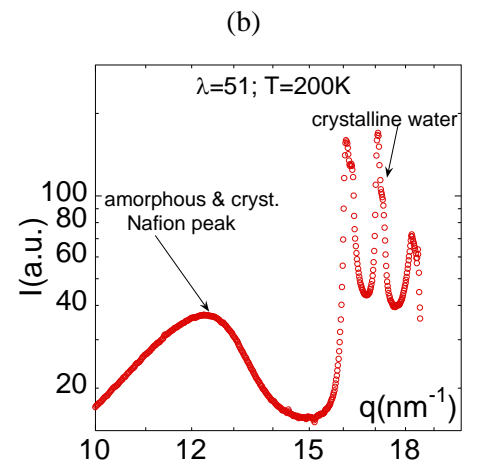 (b)
λ=51; T=200K
crystalline water
amorphous & cryst.
Nafion peak
I(a.u.)
100
80
60
40
20
q(nm⁻¹)
10 12 15 18